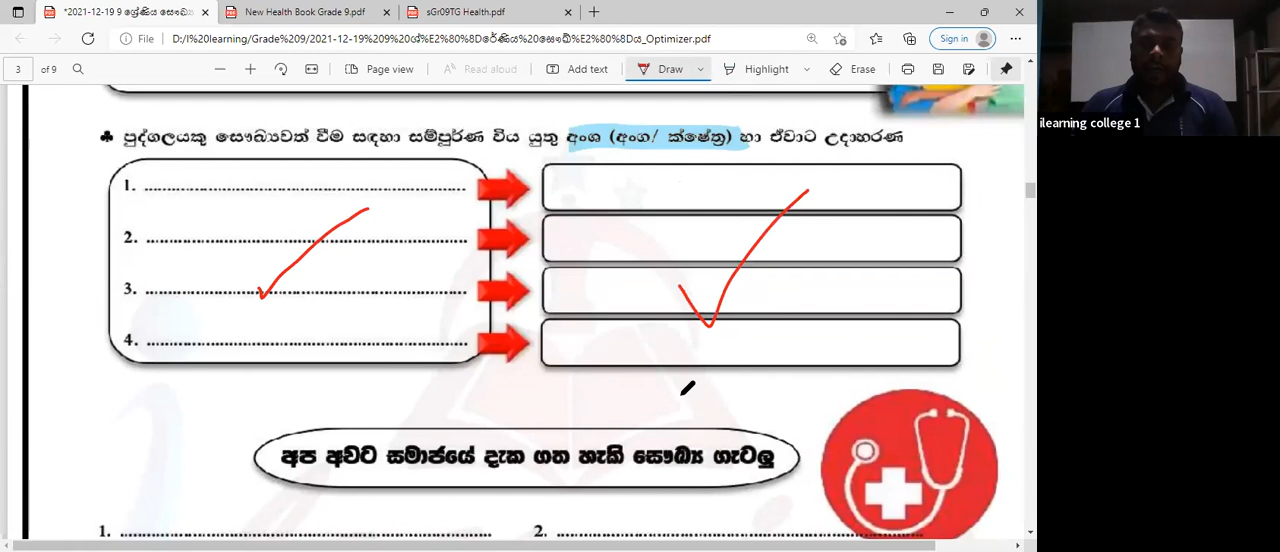 *2021-12-19 9 ශ්‍රේණිය සෞඛ්‍ය
New Health Book Grade 9.pdf
sGr09TG Health.pdf
File
D:/I%20learning/Grade%209/2021-12-19%209%20ශ්%E2%80%8Dරේණිය%20සෞඛ්%E2%80%8Dය_Optimizer.pdf
Sign in
3 of 9
Page view
Read aloud
Add text
Draw
Highlight
Erase
ilearning college 1
♣ පුද්ගලයකු සෞඛ්‍යවත් වීම සඳහා සම්පූර්ණ විය යුතු අංශ (අංග/ ක්ෂේත්‍ර) හා ඒවාට උදාහරණ
1. ..........................................................................
2. ..........................................................................
3. ..........................................................................
4. ..........................................................................
අප අවට සමාජයේ දැක ගත හැකි සෞඛ්‍ය ගැටලු
1. .......................................................................... 2. ..........................................................................